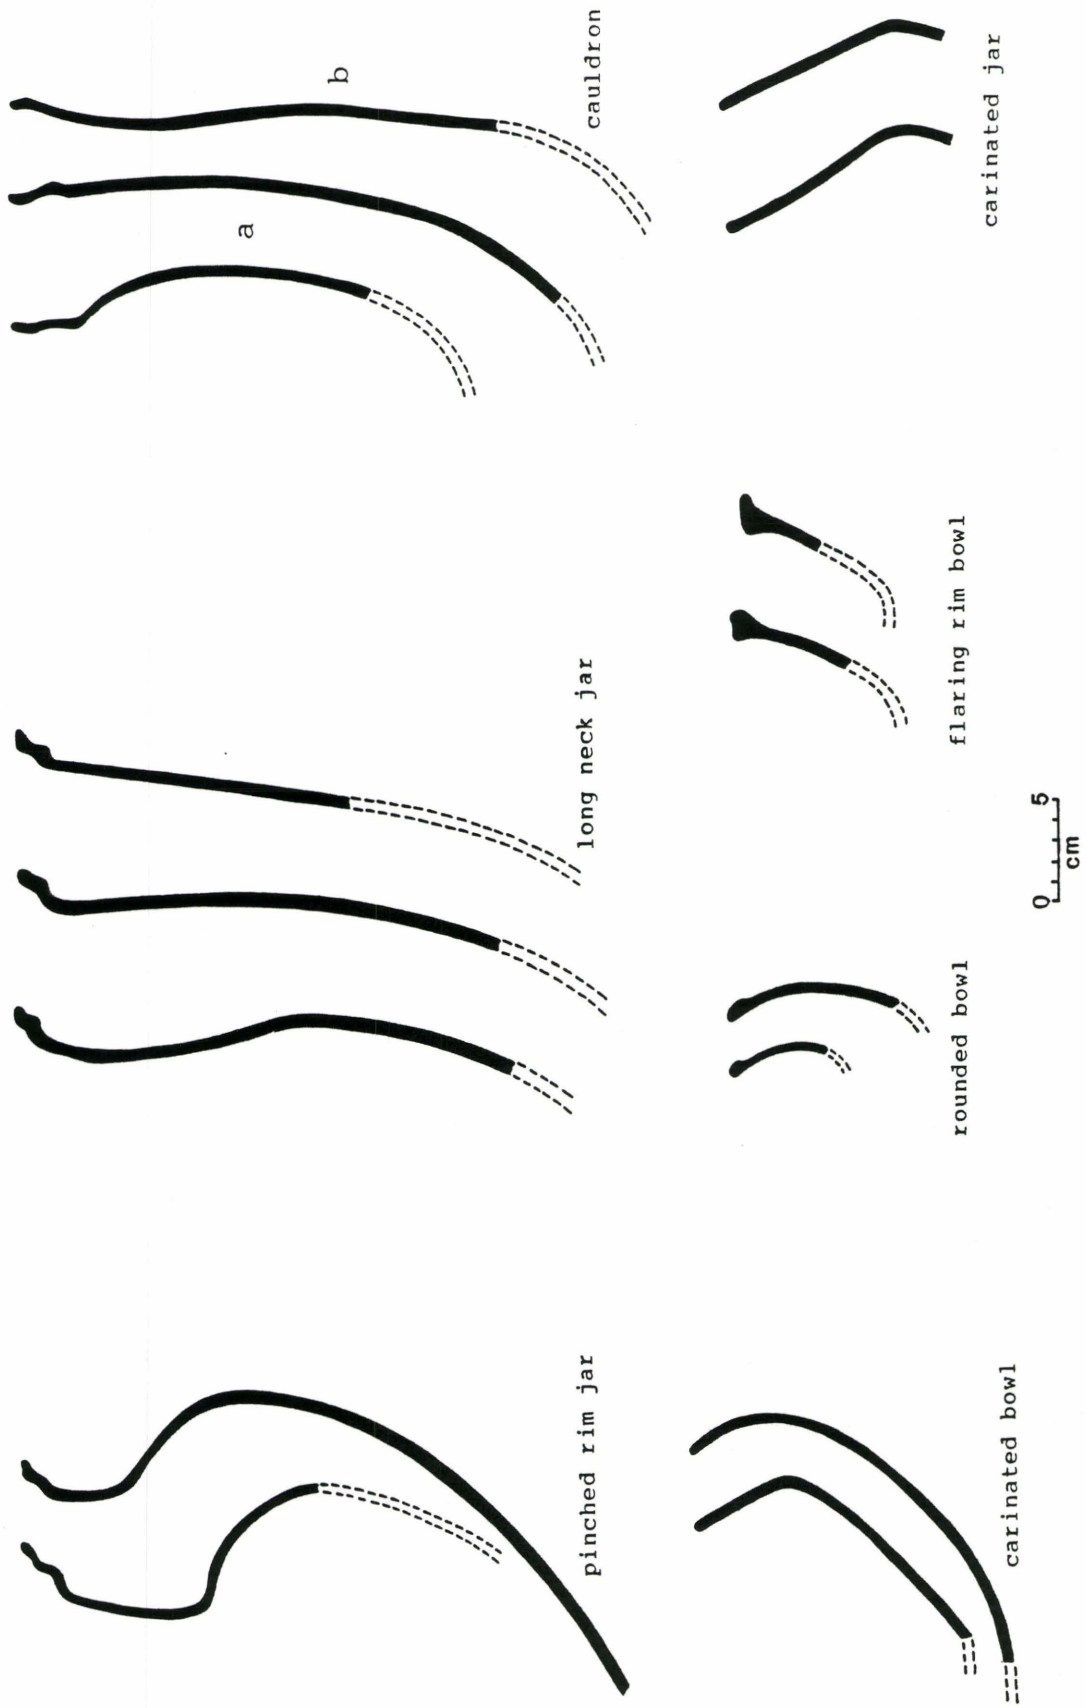 pinched rim jar
long neck jar
a
b
cauldron
carinated bowl
rounded bowl
flaring rim bowl
carinated jar
0 5
cm